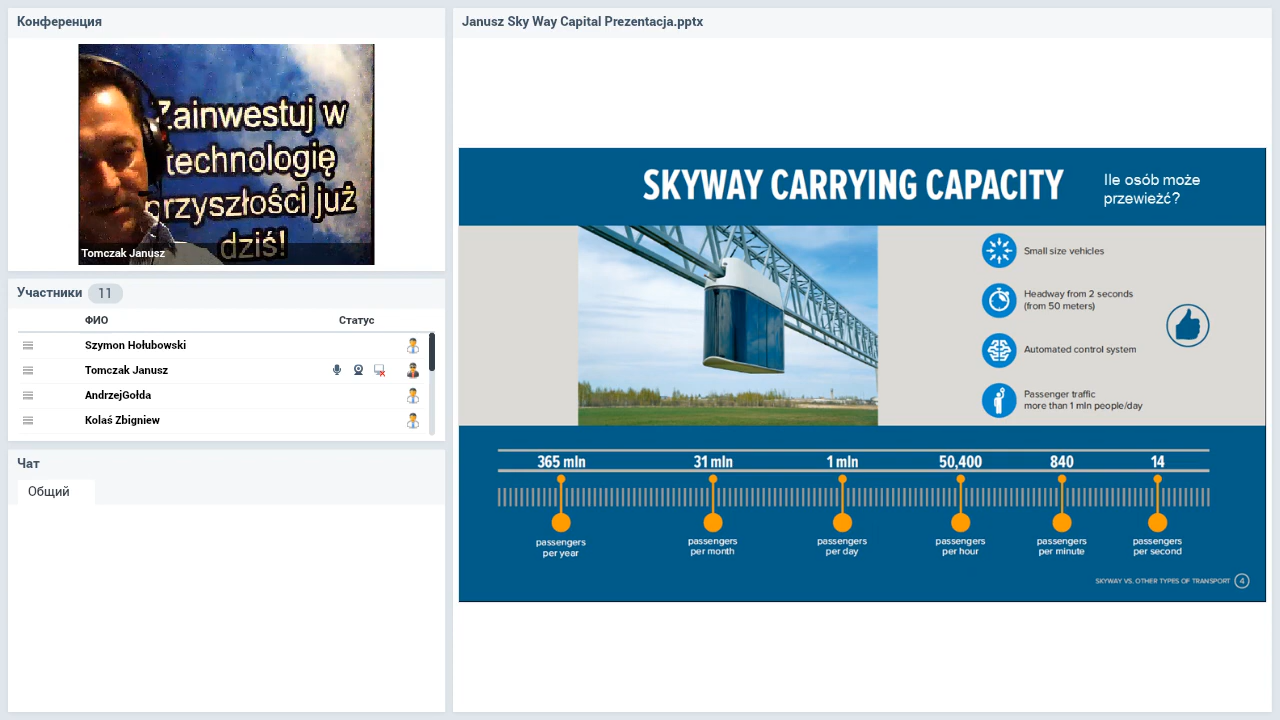 Конференция
Zainwestuj w
technologię
przyszłości już
dziś!
Tomczak Janusz
Участники 11
ФИО Статус
Szymon Hołubowski
Tomczak Janusz
AndrzejGołda
Kolaś Zbigniew
Чат
Общий
Janusz Sky Way Capital Prezentacja.pptx
SKYWAY CARRYING CAPACITY
Ile osób może
przewieźć?
Small size vehicles
Headway from 2 seconds
(from 50 meters)
Automated control system
Passenger traffic
more than 1 mln people/day
365 mln 31 mln 1 mln 50,400 840 14
passengers passengers passengers passengers passengers passengers
per year per month per day per hour per minute per second
SKYWAY VS. OTHER TYPES OF TRANSPORT 4